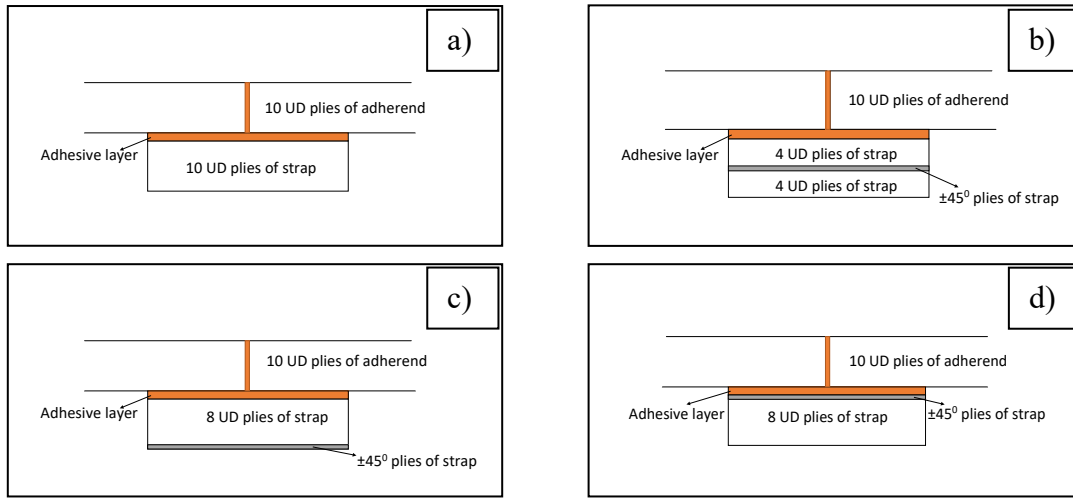 a)
10 UD plies of adherend
Adhesive layer
10 UD plies of strap
b)
10 UD plies of adherend
Adhesive layer
4 UD plies of strap
4 UD plies of strap
±45⁰ plies of strap
c)
10 UD plies of adherend
Adhesive layer
8 UD plies of strap
±45⁰ plies of strap
d)
10 UD plies of adherend
Adhesive layer
8 UD plies of strap
±45⁰ plies of strap